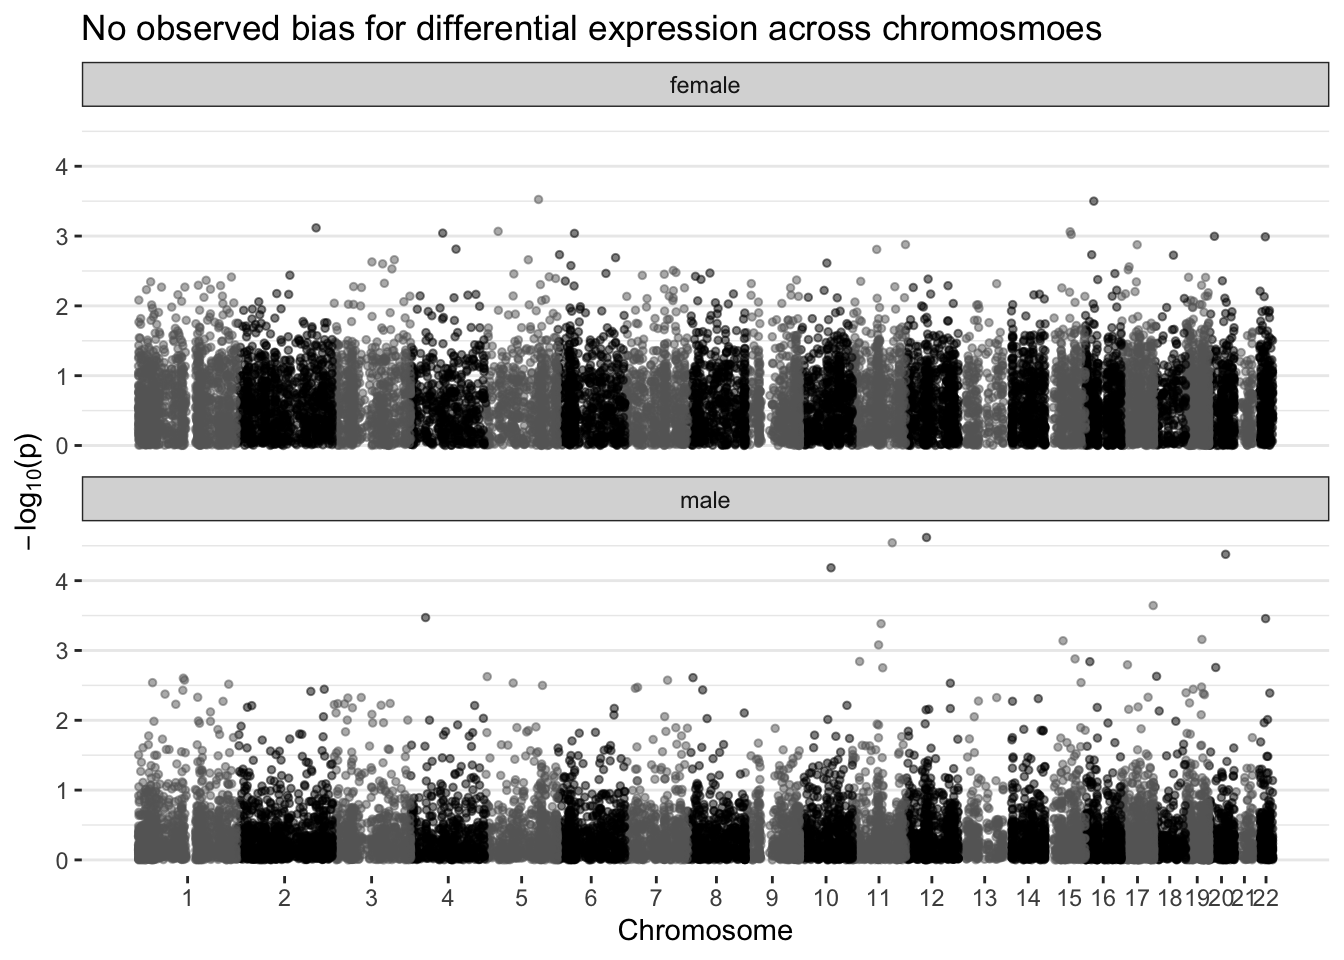 No observed bias for differential expression across chromosmoes
female
4
3
2
1
0
male
4
3
2
1
0
−log10(p)
1 2 3 4 5 6 7 8 9 10 11 12 13 14 15 16 17 18 19 20 21 22
Chromosome